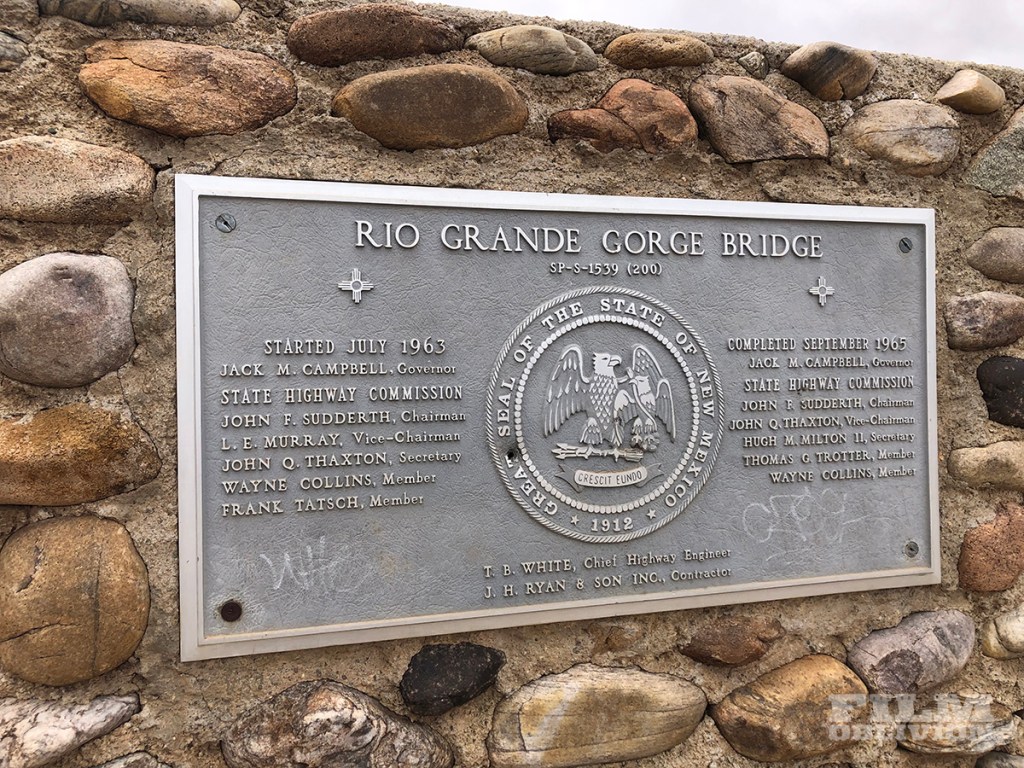 RIO GRANDE GORGE BRIDGE
SP-S-1539 (200)
STARTED JULY 1963
JACK M. CAMPBELL, Governor
STATE HIGHWAY COMMISSION
JOHN F. SUDDERTH, Chairman
L. E. MURRAY, Vice-Chairman
JOHN Q. THAXTON, Secretary
WAYNE COLLINS, Member
FRANK TATSCH, Member
GREAT SEAL OF THE STATE OF NEW MEXICO
CRESCIT EUNDO
1912
COMPLETED SEPTEMBER 1965
JACK M. CAMPBELL, Governor
STATE HIGHWAY COMMISSION
JOHN F. SUDDERTH, Chairman
JOHN Q. THAXTON, Vice-Chairman
HUGH M. MILTON II, Secretary
THOMAS G. TROTTER, Member
WAYNE COLLINS, Member
T. B. WHITE, Chief Highway Engineer
J. H. RYAN & SON INC., Contractor
FILM
OBLIVION